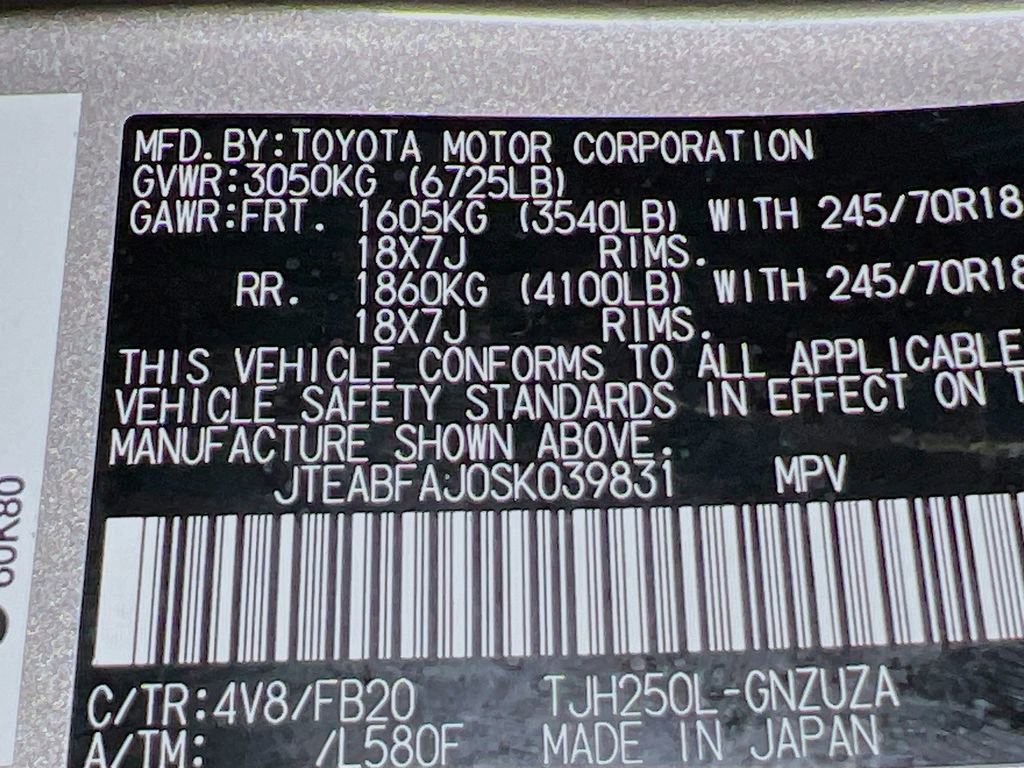 MFD.BY:TOYOTA MOTOR CORPORATION
GVWR:3050KG (6725LB)
GAWR:FRT. 1605KG (3540LB) WITH 245/70R18
18X7J RIMS.
RR. 1860KG (4100LB) WITH 245/70R18
18X7J RIMS.
THIS VEHICLE CONFORMS TO ALL APPLICABLE
VEHICLE SAFETY STANDARDS IN EFFECT ON T
MANUFACTURE SHOWN ABOVE.
JTEABFAJ0SK039831 MPV
C/TR:4V8/FB20 TJH250L-GNZUZA
A/TM: /L580F MADE IN JAPAN
60K80